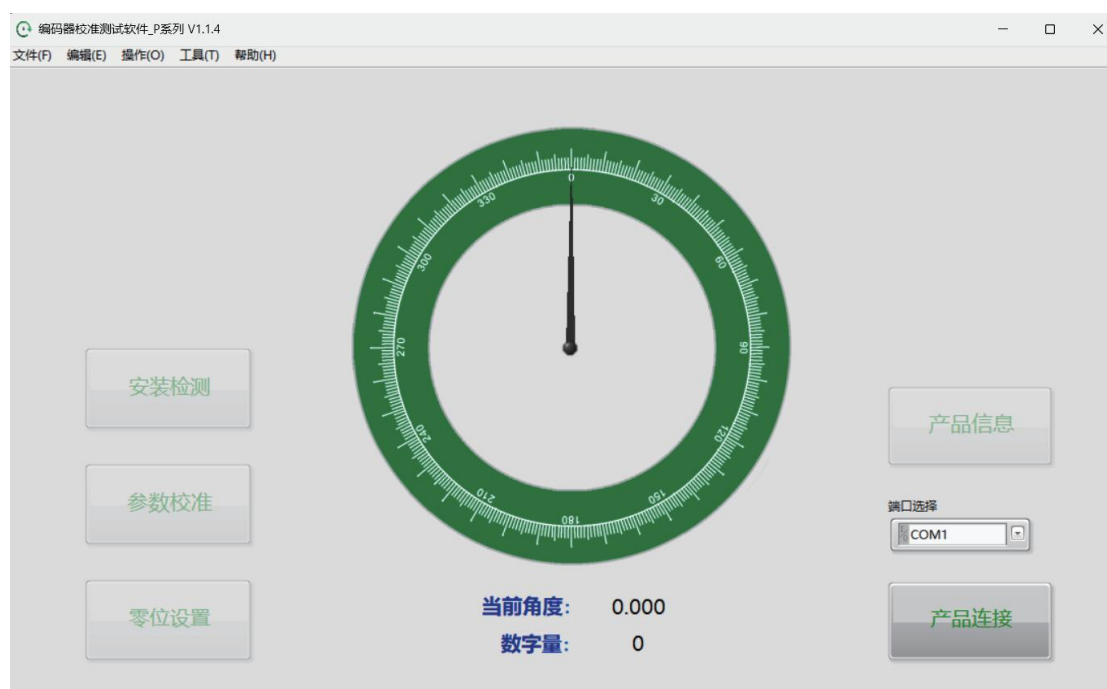 编码器校准测试软件_P系列 V1.1.4
文件(F) 编辑(E) 操作(O) 工具(T) 帮助(H)
0
30
60
90
120
150
180
210
240
270
300
330
安装检测
参数校准
零位设置
当前角度: 0.000
数字量: 0
产品信息
端口选择
COM1
产品连接